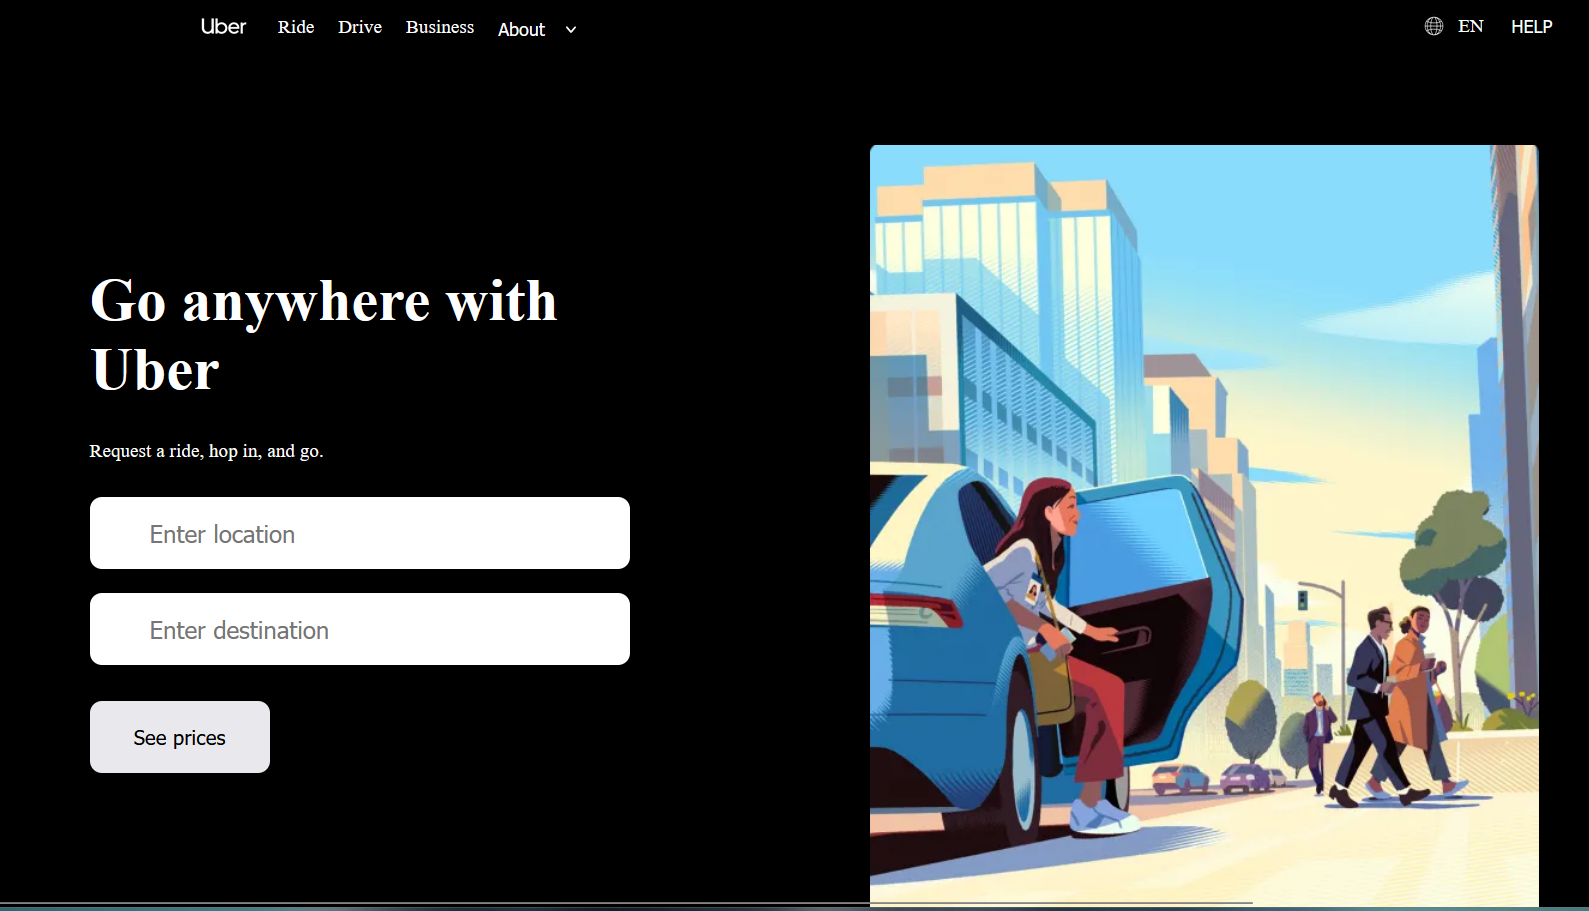 Uber Ride Drive Business About EN HELP
Go anywhere with
Uber
Request a ride, hop in, and go.
Enter location
Enter destination
See prices